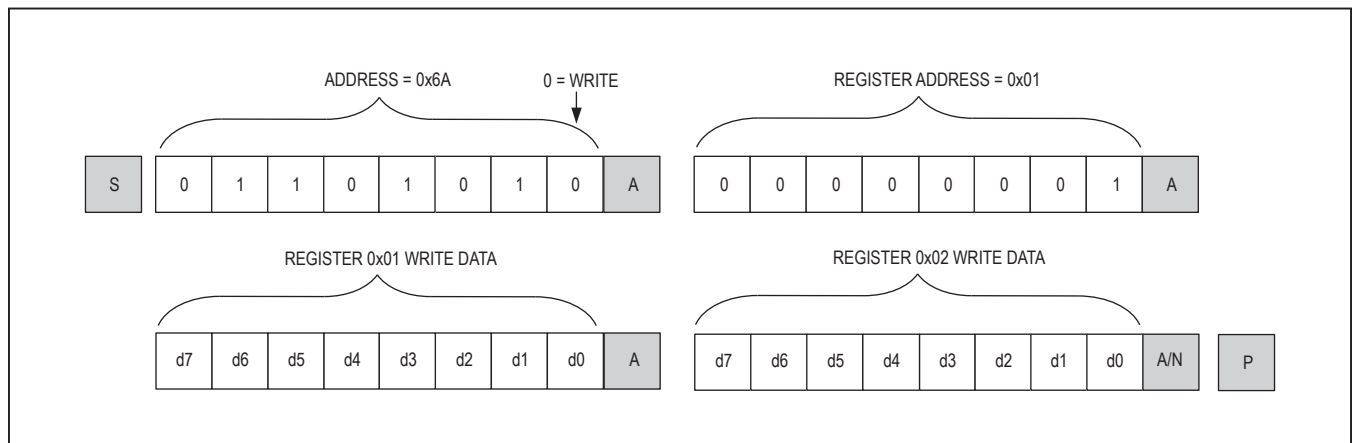 ADDRESS = 0x6A 0 = WRITE REGISTER ADDRESS = 0x01
S 0 1 1 0 1 0 1 0 A 0 0 0 0 0 0 0 1 A
REGISTER 0x01 WRITE DATA REGISTER 0x02 WRITE DATA
d7 d6 d5 d4 d3 d2 d1 d0 A d7 d6 d5 d4 d3 d2 d1 d0 A/N P